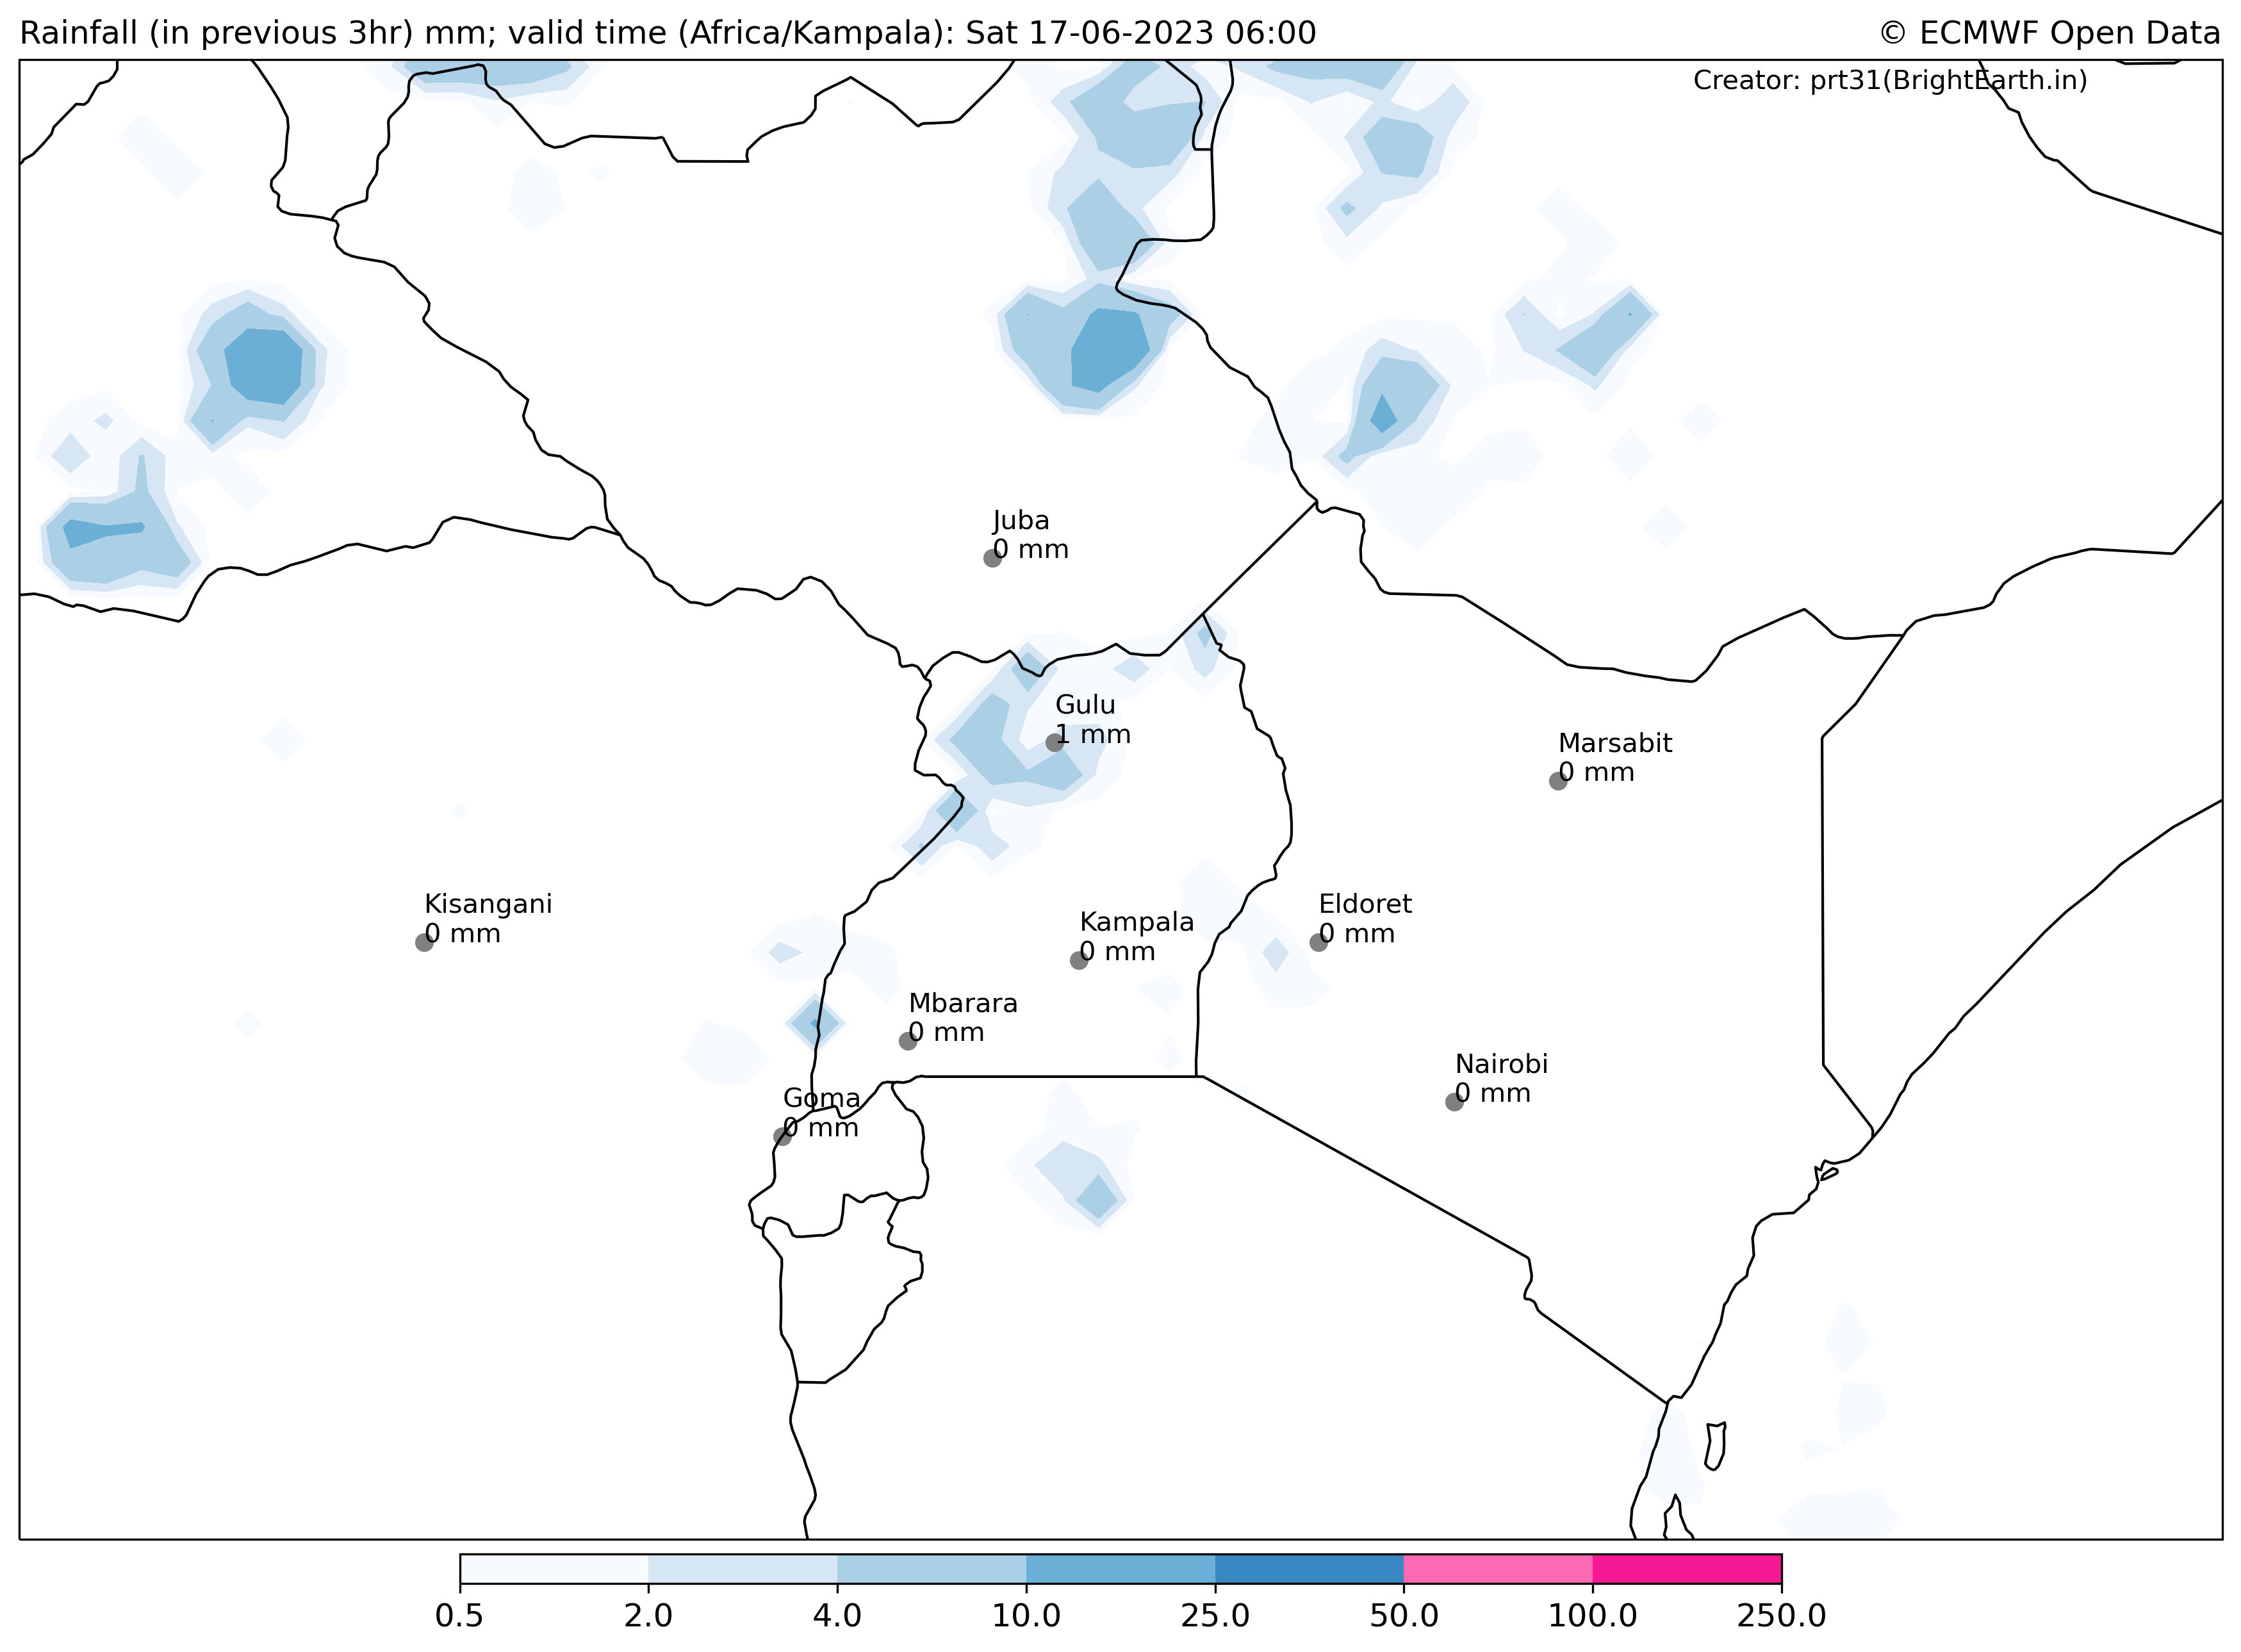 Rainfall (in previous 3hr) mm; valid time (Africa/Kampala): Sat 17-06-2023 06:00
© ECMWF Open Data
Creator: prt31(BrightEarth.in)
Juba
0 mm
Gulu
1 mm
Marsabit
0 mm
Kisangani
0 mm
Kampala
0 mm
Eldoret
0 mm
Mbarara
0 mm
Nairobi
0 mm
Goma
0 mm
0.5 2.0 4.0 10.0 25.0 50.0 100.0 250.0